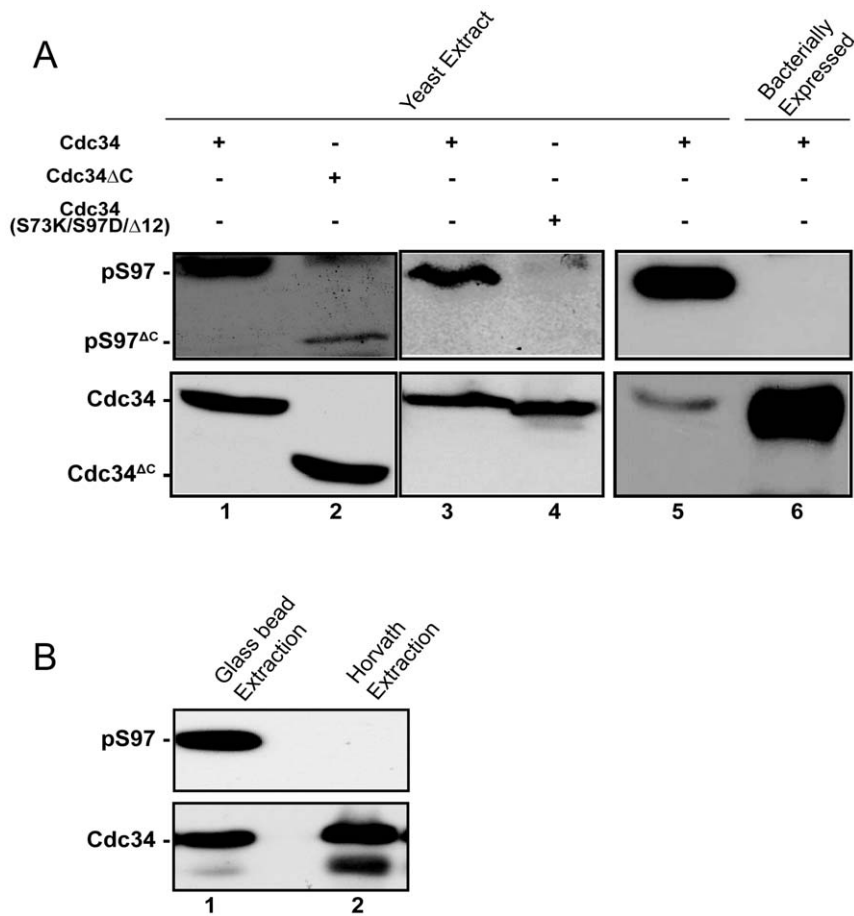 A
Yeast Extract
Bacterially
Expressed
Cdc34 + - + - + +
Cdc34ΔC - + - - - -
Cdc34
(S73K/S97D/Δ12) - - - + - -
pS97 -
pS97ΔC -
Cdc34 -
Cdc34ΔC -
1 2 3 4 5 6
B
Glass bead
Extraction
Horvath
Extraction
pS97 -
Cdc34 -
1 2